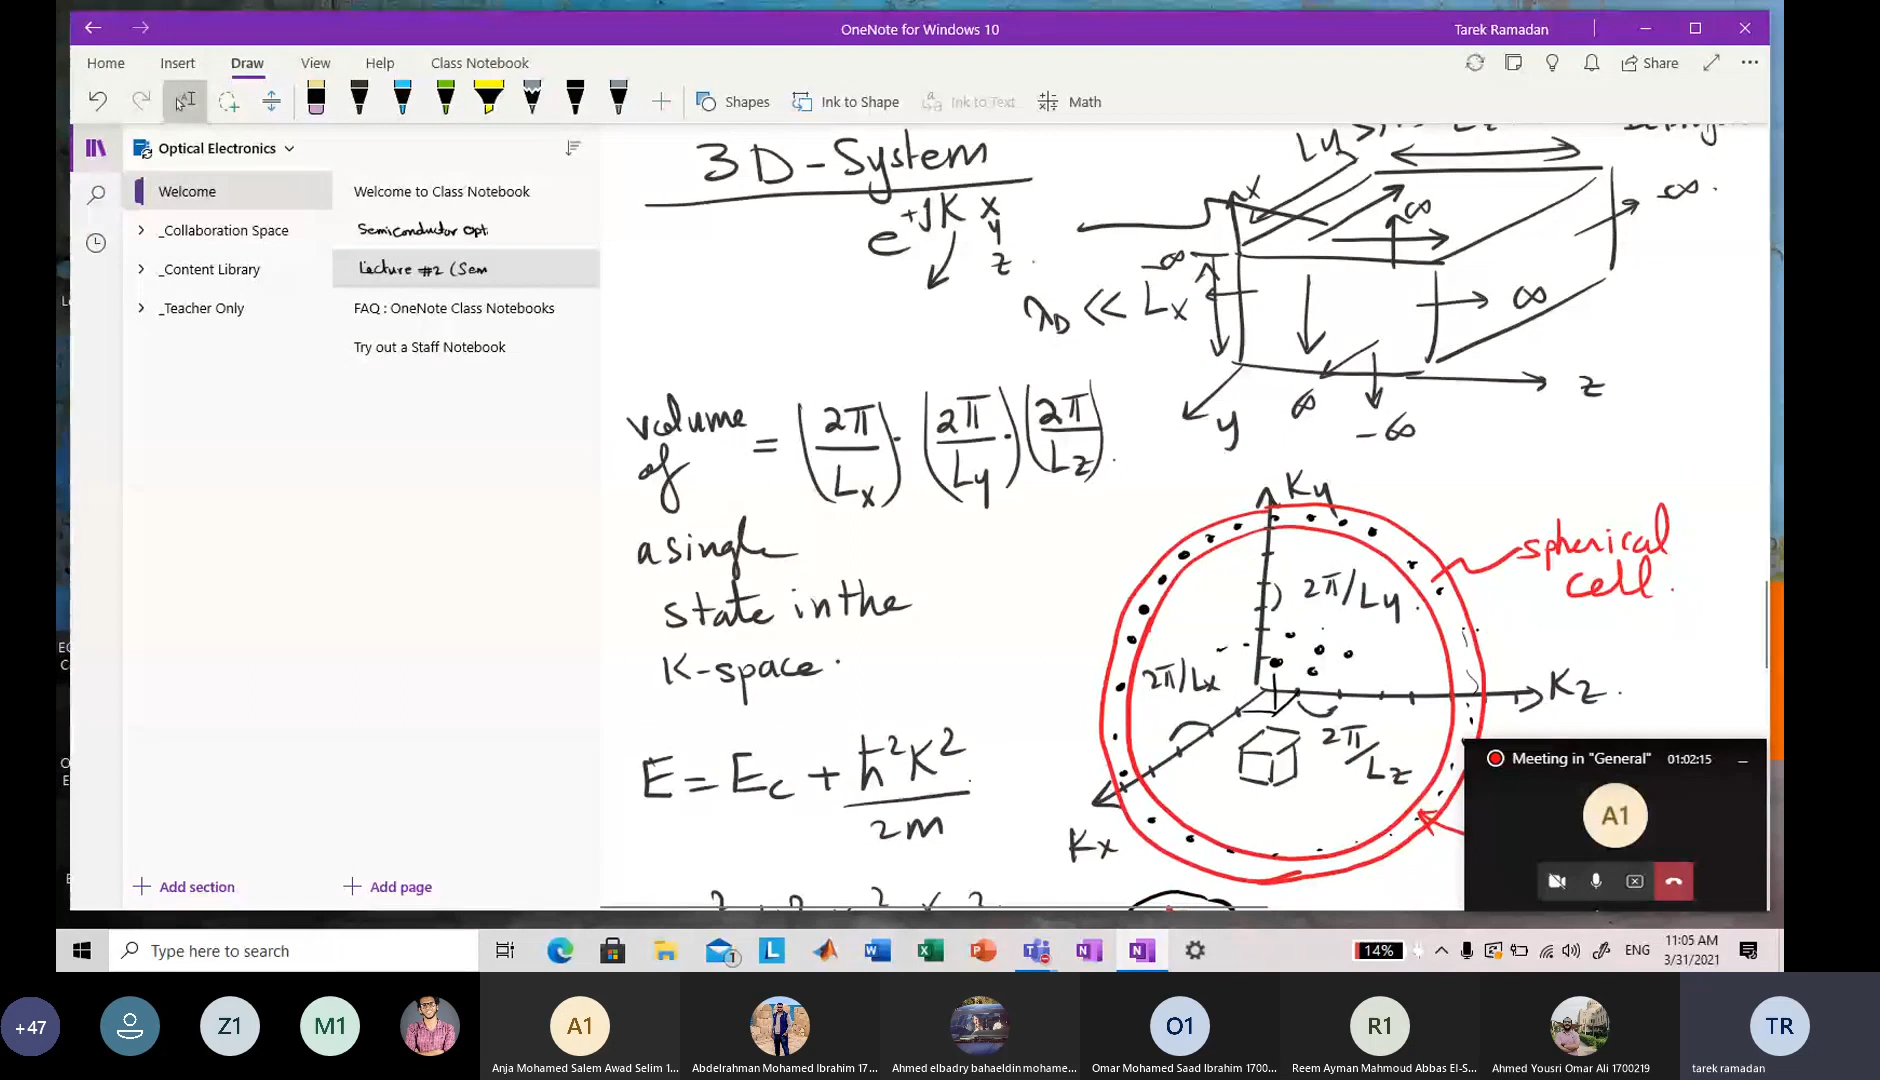 OneNote for Windows 10
Tarek Ramadan
Home Insert Draw View Help Class Notebook
Share
Shapes
Ink to Shape
Ink to Text
Math
Optical Electronics
Welcome
_Collaboration Space
_Content Library
_Teacher Only
Welcome to Class Notebook
Semiconductor opt
Lecture #2 (Sem
FAQ : OneNote Class Notebooks
Try out a Staff Notebook
Add section
Add page
3D-System
e^{+jK x y z}
λD << Lx
Ly
x
∞
-∞
-∞.
∞
z
y
∞
-∞
volume of = (2π/Lx)·(2π/Ly)·(2π/Lz).
a single
state in the
K-space.
E = Ec + ħ²K²/2m
Ky
spherical
cell.
2π/Ly.
2π/Lx
Kz.
2π/Lz
Kx
Meeting in "General" 01:02:15
A1
Type here to search
L
1
14%
ENG
11:05 AM
3/31/2021
+47
Z1
M1
A1
O1
R1
TR
Anja Mohamed Salem Awad Selim 1...
Abdelrahman Mohamed Ibrahim 17...
Ahmed elbadry bahaeldin mohame...
Omar Mohamed Saad Ibrahim 1700...
Reem Ayman Mahmoud Abbas El-S...
Ahmed Yousri Omar Ali 1700219
tarek ramadan